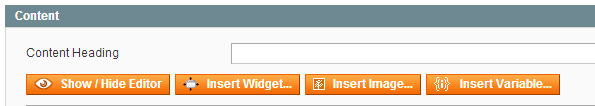 Content
Content Heading
Show / Hide Editor Insert Widget... Insert Image... Insert Variable...